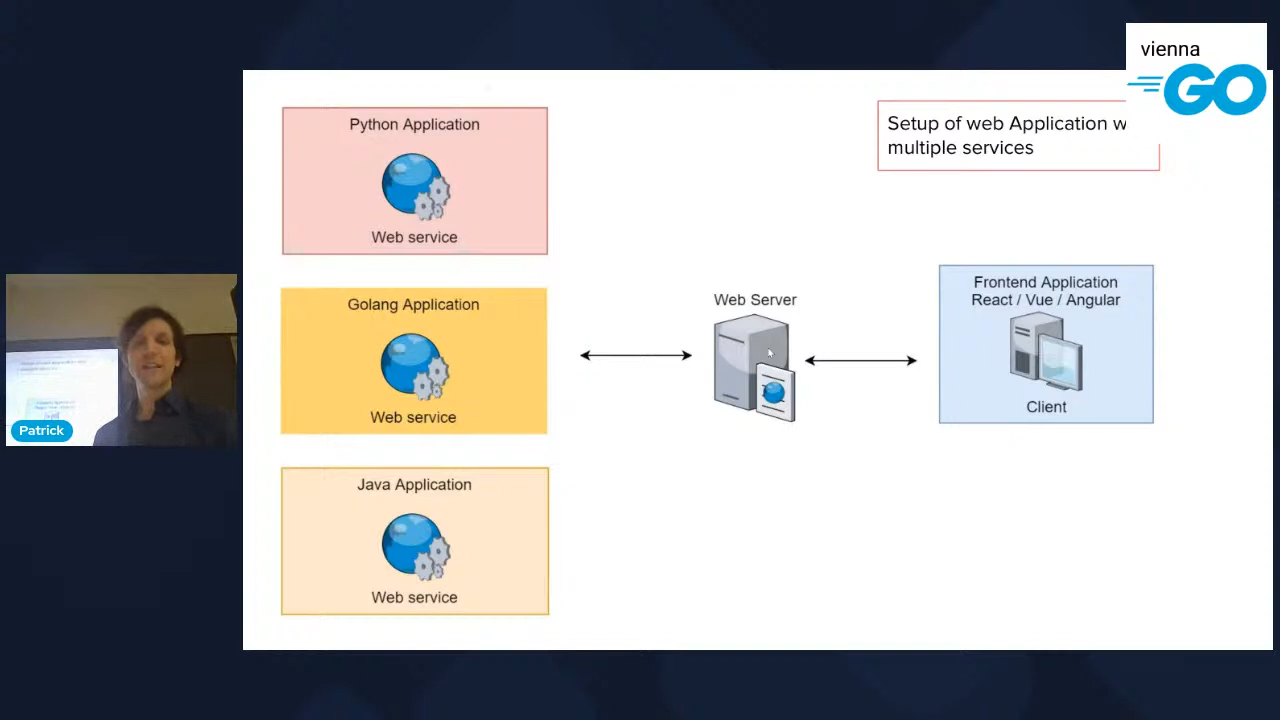 vienna
GO
Setup of web Application w
multiple services
Python Application
Web service
Golang Application
Web service
Java Application
Web service
Web Server
Frontend Application
React / Vue / Angular
Client
Patrick